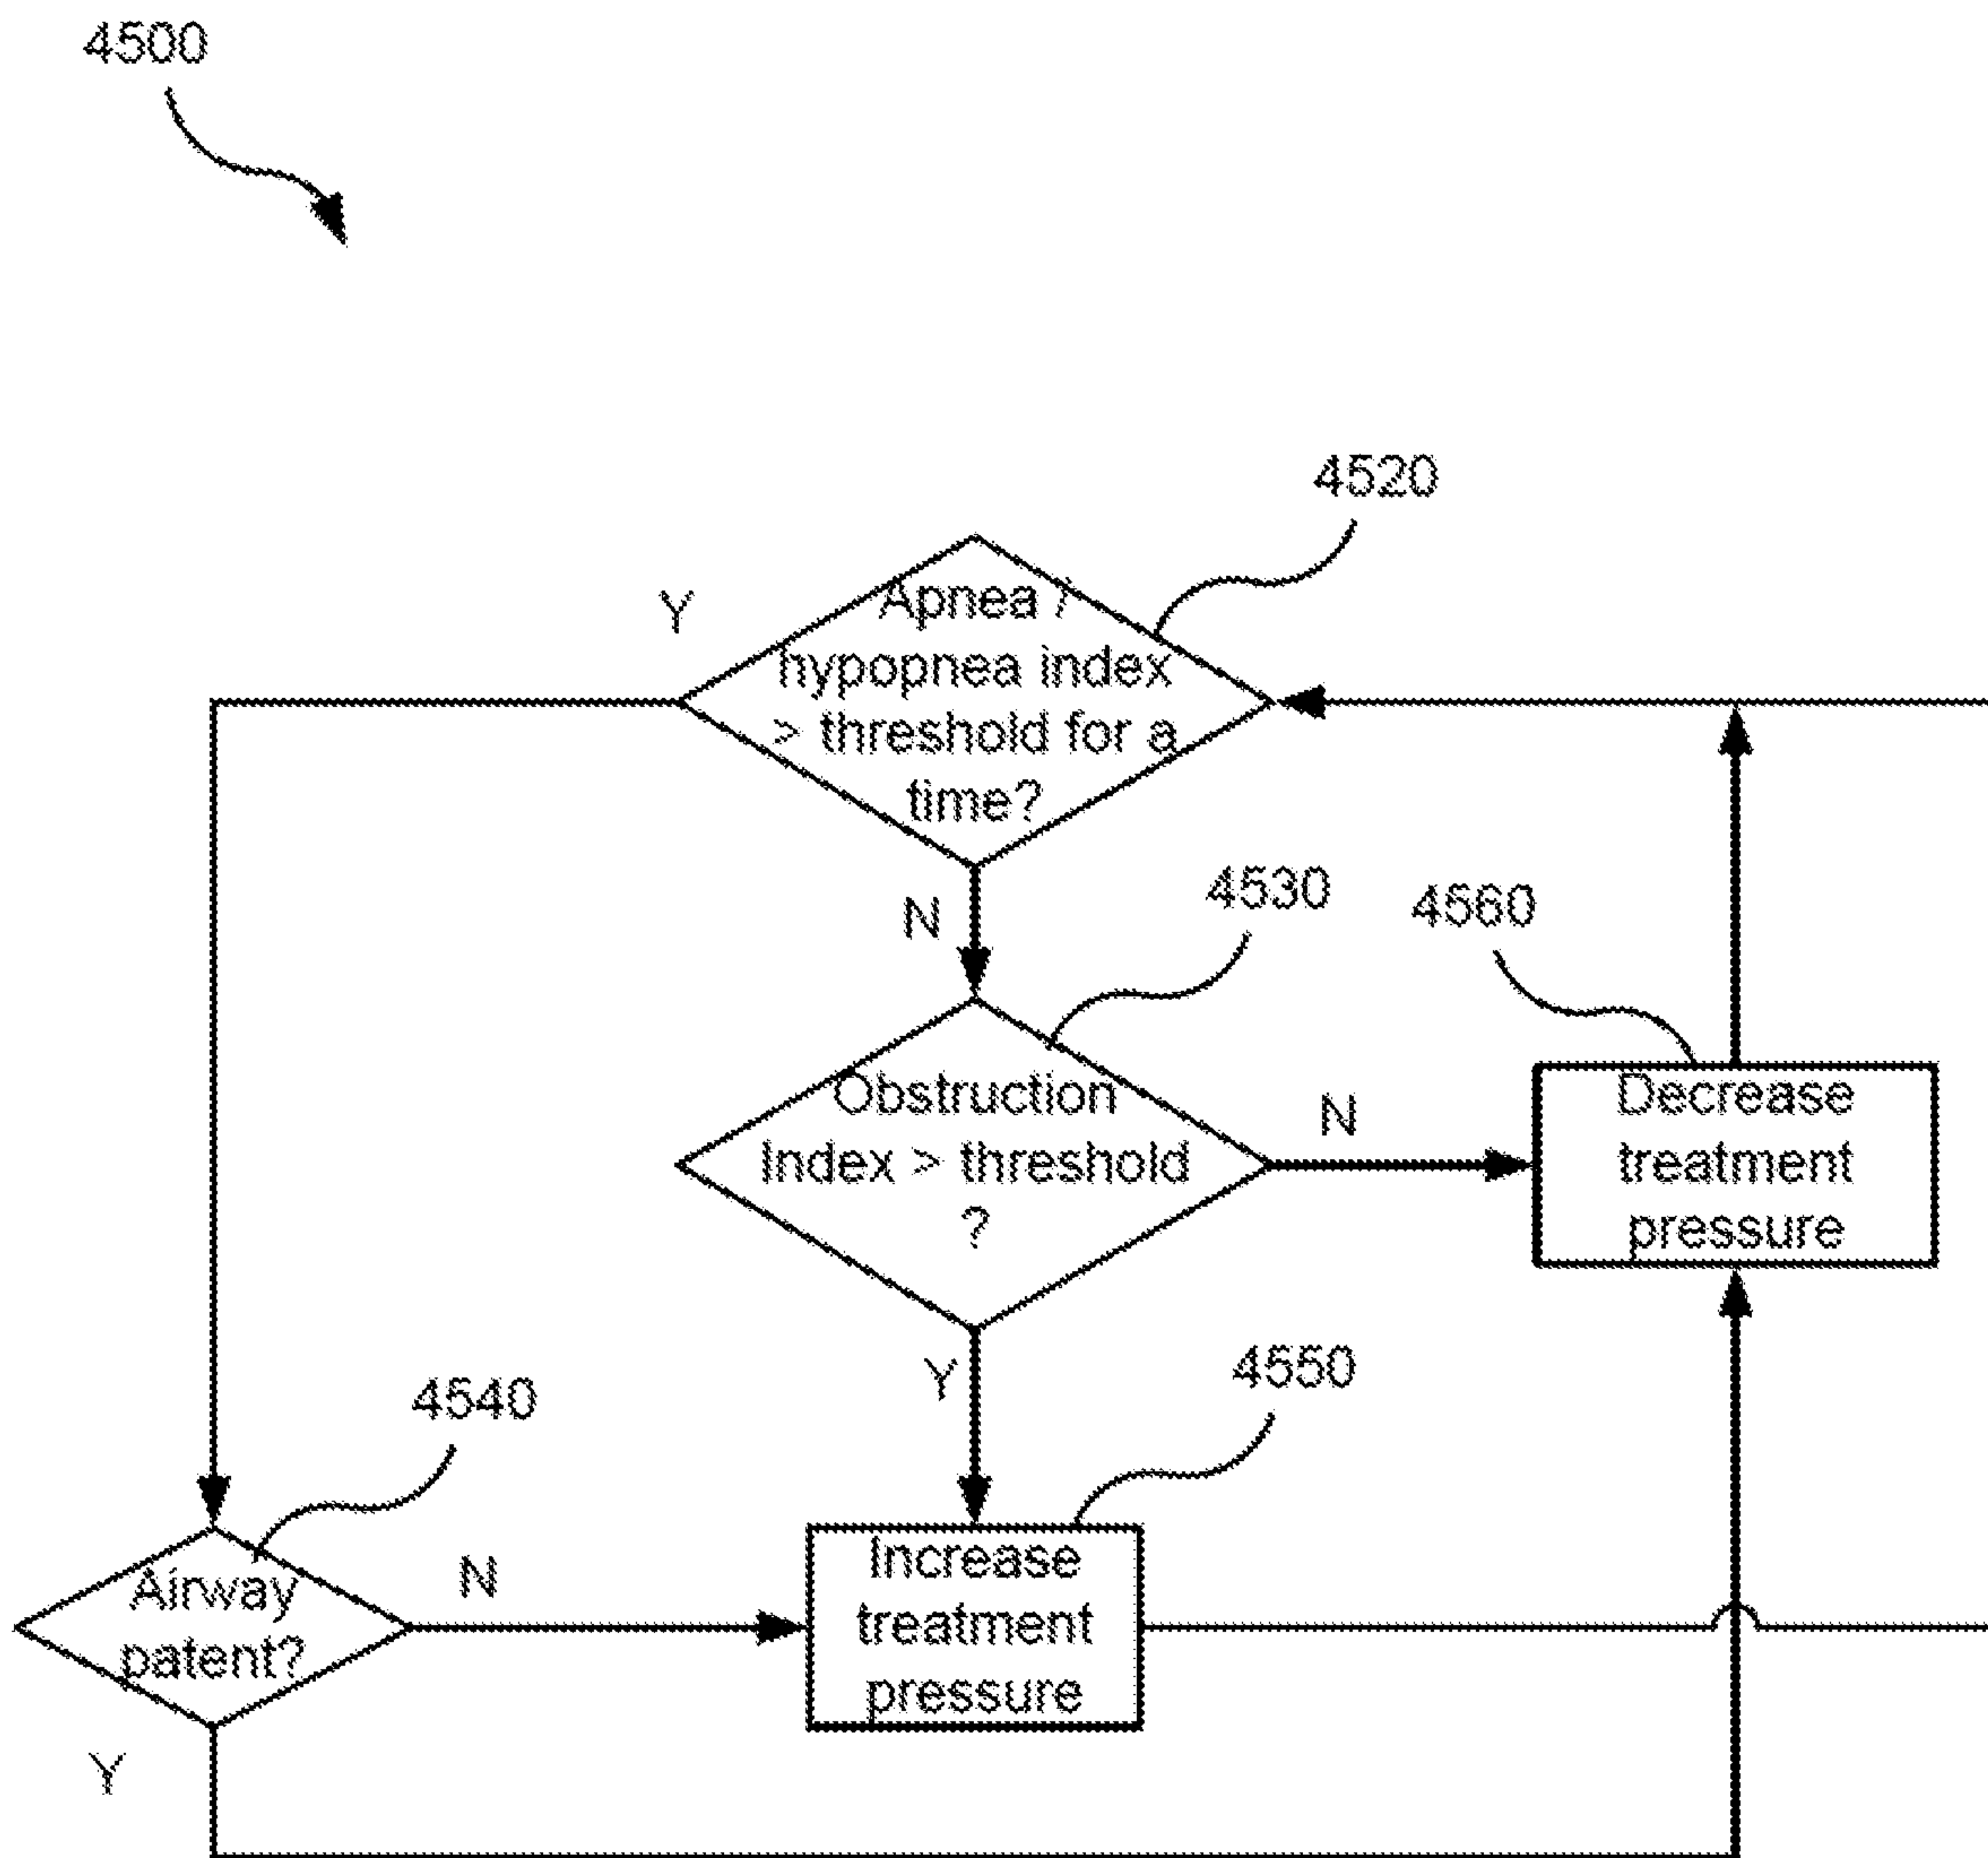 4500
4520
Y
Apnea /
hypopnea index
> threshold for a
time?
N
4530
4560
Obstruction
Index > threshold
?
N
Decrease
treatment
pressure
Y
4550
4540
Airway
patent?
N
Increase
treatment
pressure
Y